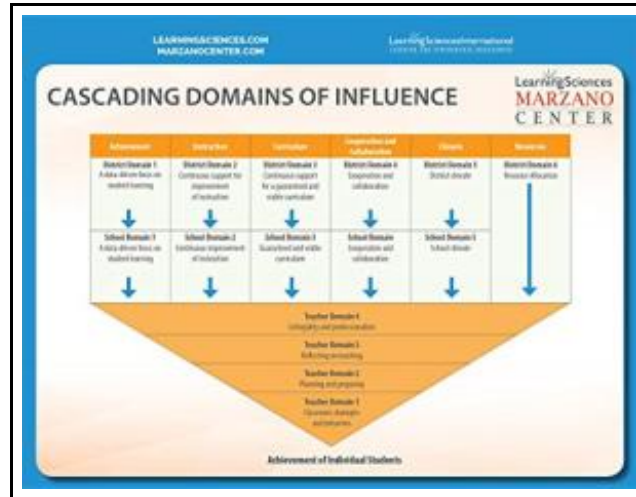 LEARNINGSCIENCES.COM
MARZANOCENTER.COM
LearningSciencesInternational
LearningSciences
MARZANO
CENTER
CASCADING DOMAINS OF INFLUENCE
Achievement
Instruction
Curriculum
Cooperation and
Collaboration
Climate
Resources
District Domain 1
A data-driven focus on
student learning
District Domain 2
Continuous support for
improvement
of instruction
District Domain 3
Continuous support
for a guaranteed and
viable curriculum
District Domain 4
Cooperation and
collaboration
District Domain 5
District climate
District Domain 6
Resource Allocation
School Domain
A data-driven focus on
student learning
School Domain 2
Continuous improvement
of instruction
School Domain 3
Guaranteed and viable
curriculum
School Domain
Cooperation and
collaboration
School Domain 5
School climate
Teacher Domain 4
Collegiality and professionalism
Teacher Domain 3
Reflecting on teaching
Teacher Domain 2
Planning and preparing
Teacher Domain 1
Classroom strategies
and behaviors
Achievement of Individual Students